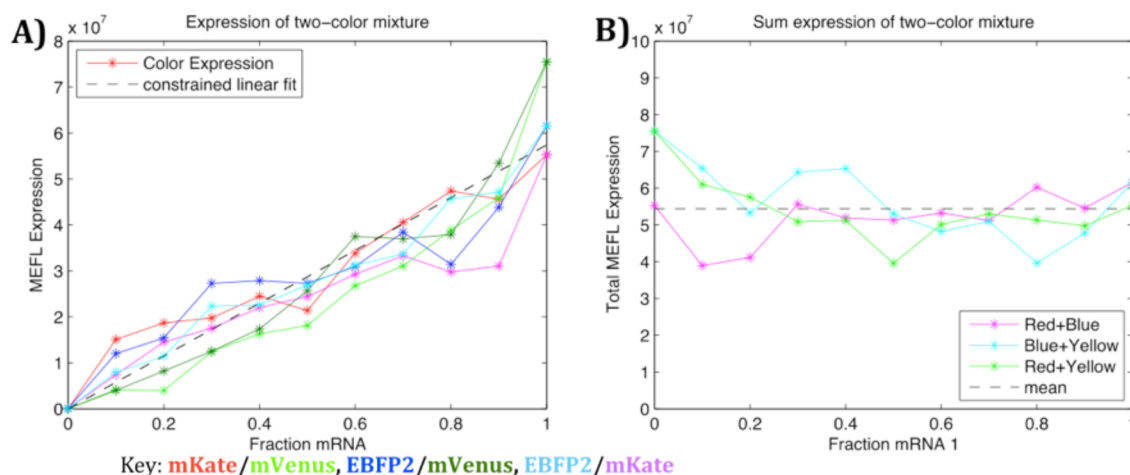 A)
Expression of two-color mixture
x 10^7
8
7
6
5
4
3
2
1
0
MEFL Expression
Color Expression
constrained linear fit
0 0.2 0.4 0.6 0.8 1
Fraction mRNA
B)
Sum expression of two-color mixture
x 10^7
10
9
8
7
6
5
4
3
2
1
0
Total MEFL Expression
Red+Blue
Blue+Yellow
Red+Yellow
mean
0 0.2 0.4 0.6 0.8 1
Fraction mRNA 1
Key: mKate/mVenus, EBFP2/mVenus, EBFP2/mKate